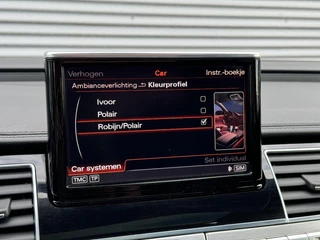 Verhogen Car Instr.-boekje
Ambianceverlichting Kleurprofiel
Ivoor
Polair
Robijn/Polair
Set individual
Car systemen
TMC TP SIM